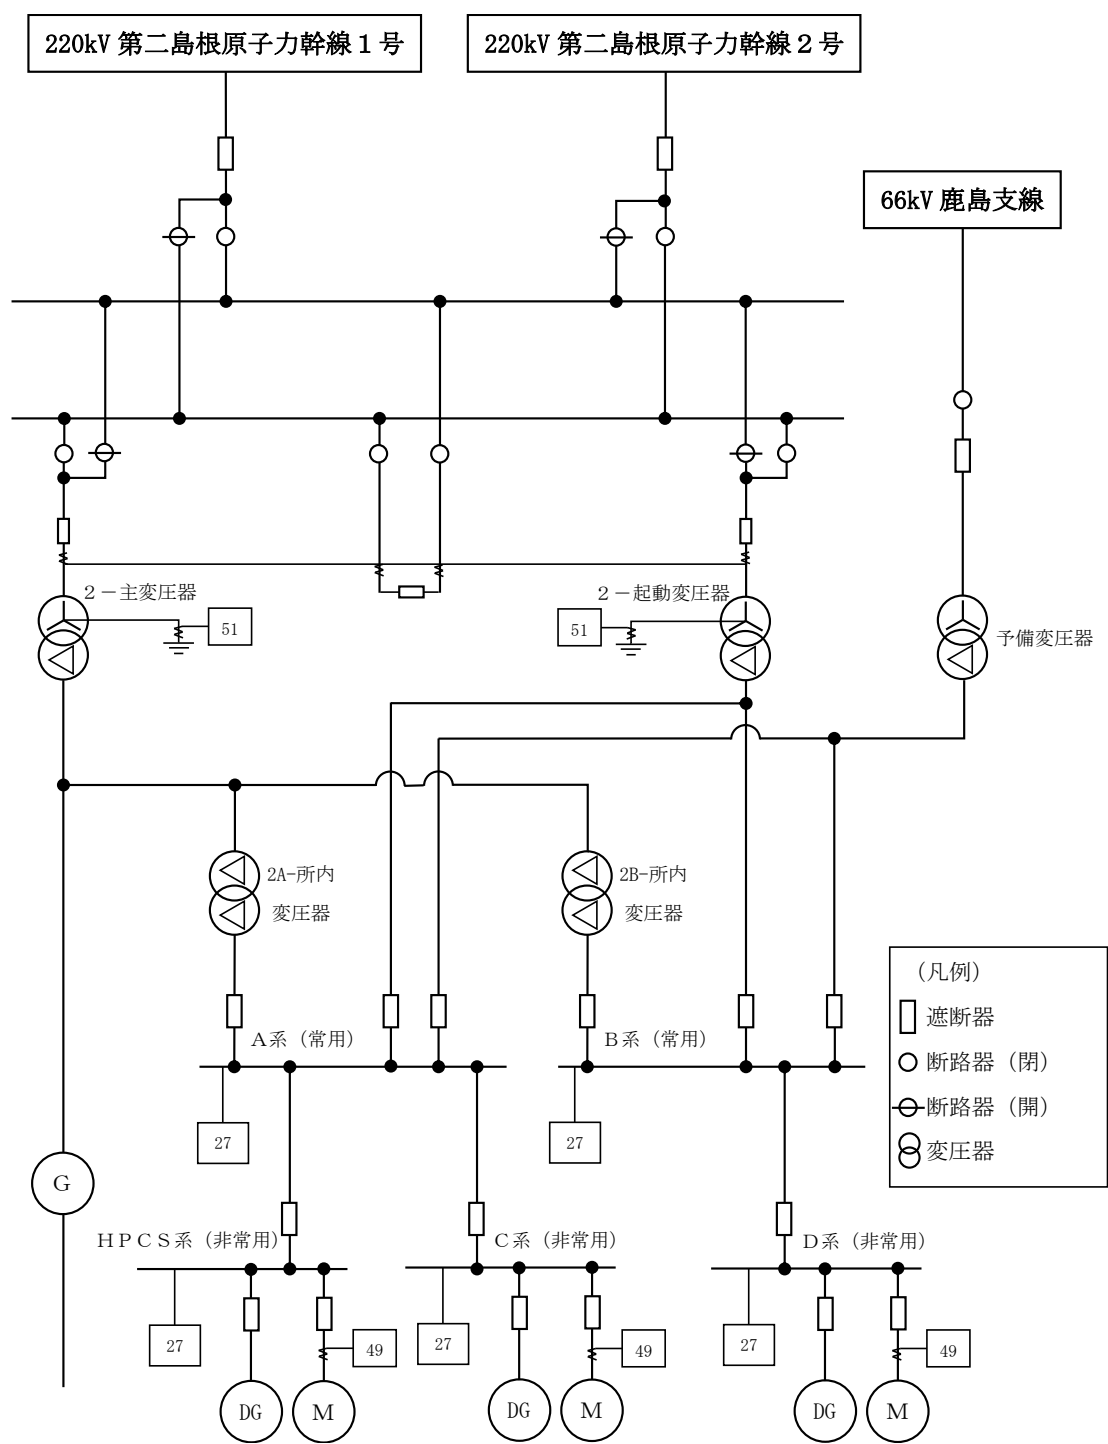 220kV 第二島根原子力幹線１号
220kV 第二島根原子力幹線２号
66kV 鹿島支線
２－主変圧器
51
２－起動変圧器
51
予備変圧器
2A-所内
変圧器
2B-所内
変圧器
Ａ系（常用）
Ｂ系（常用）
（凡例）
遮断器
断路器（閉）
断路器（開）
変圧器
27
27
Ｇ
ＨＰＣＳ系（非常用）
Ｃ系（非常用）
Ｄ系（非常用）
27
49
27
49
27
49
DG
Ｍ
DG
Ｍ
DG
Ｍ